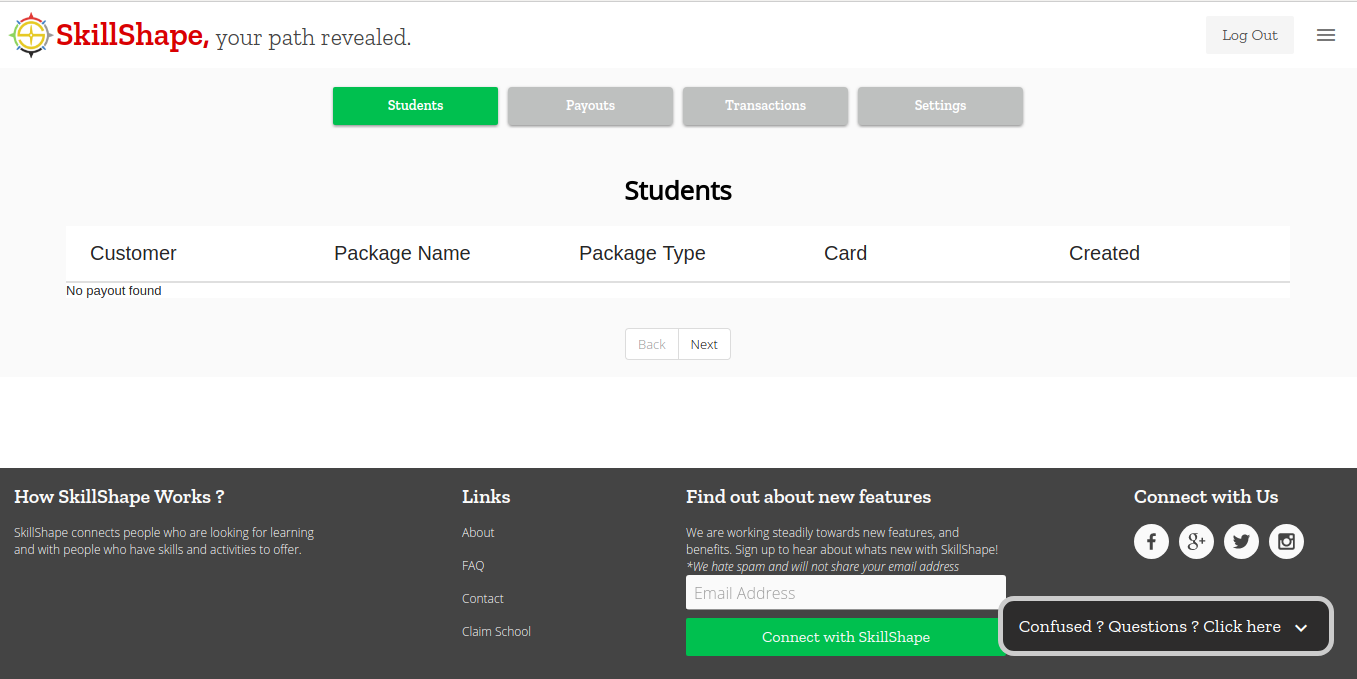 SkillShape, your path revealed.
Log Out
Students
Payouts
Transactions
Settings
Students
Customer
Package Name
Package Type
Card
Created
No payout found
Back
Next
How SkillShape Works ?
SkillShape connects people who are looking for learning
and with people who have skills and activities to offer.
Links
About
FAQ
Contact
Claim School
Find out about new features
We are working steadily towards new features, and
benefits. Sign up to hear about whats new with SkillShape!
*We hate spam and will not share your email address
Email Address
Connect with SkillShape
Connect with Us
f
g+
Confused ? Questions ? Click here